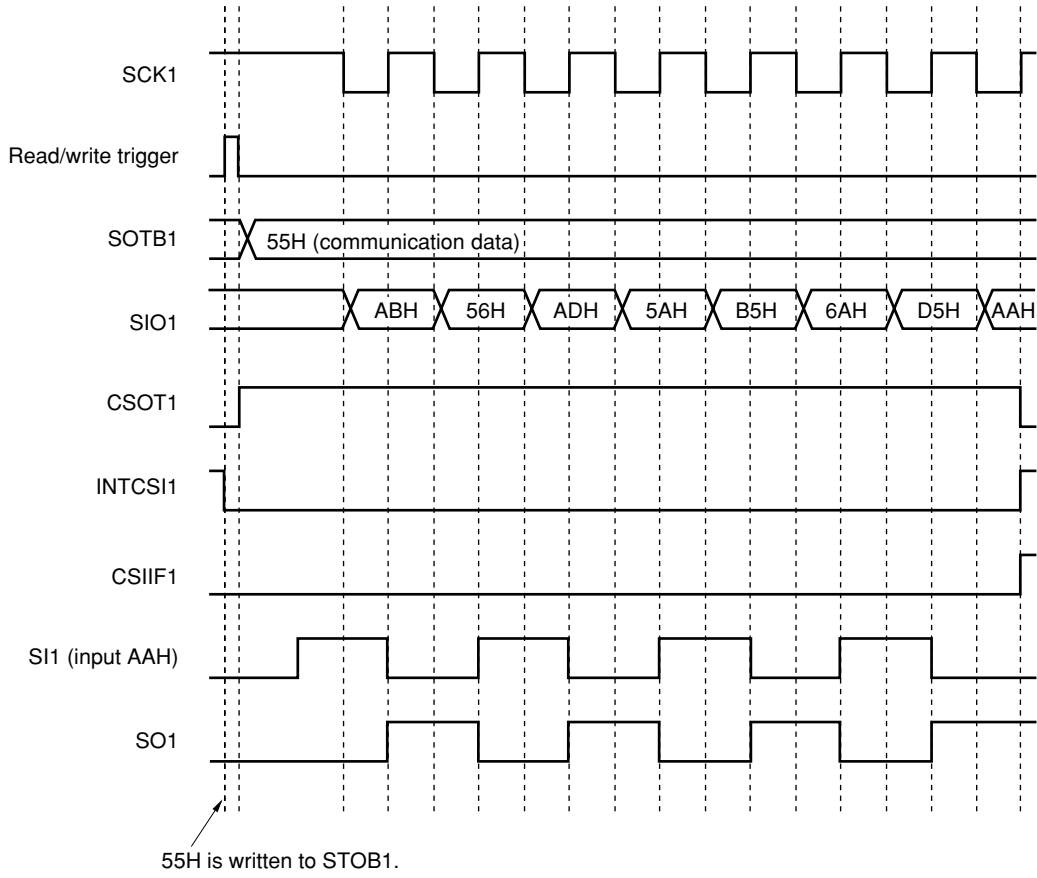 SCK1
Read/write trigger
SOTB1
55H (communication data)
SIO1
ABH 56H ADH 5AH B5H 6AH D5H AAH
CSOT1
INTCSI1
CSIIF1
SI1 (input AAH)
SO1
55H is written to STOB1.